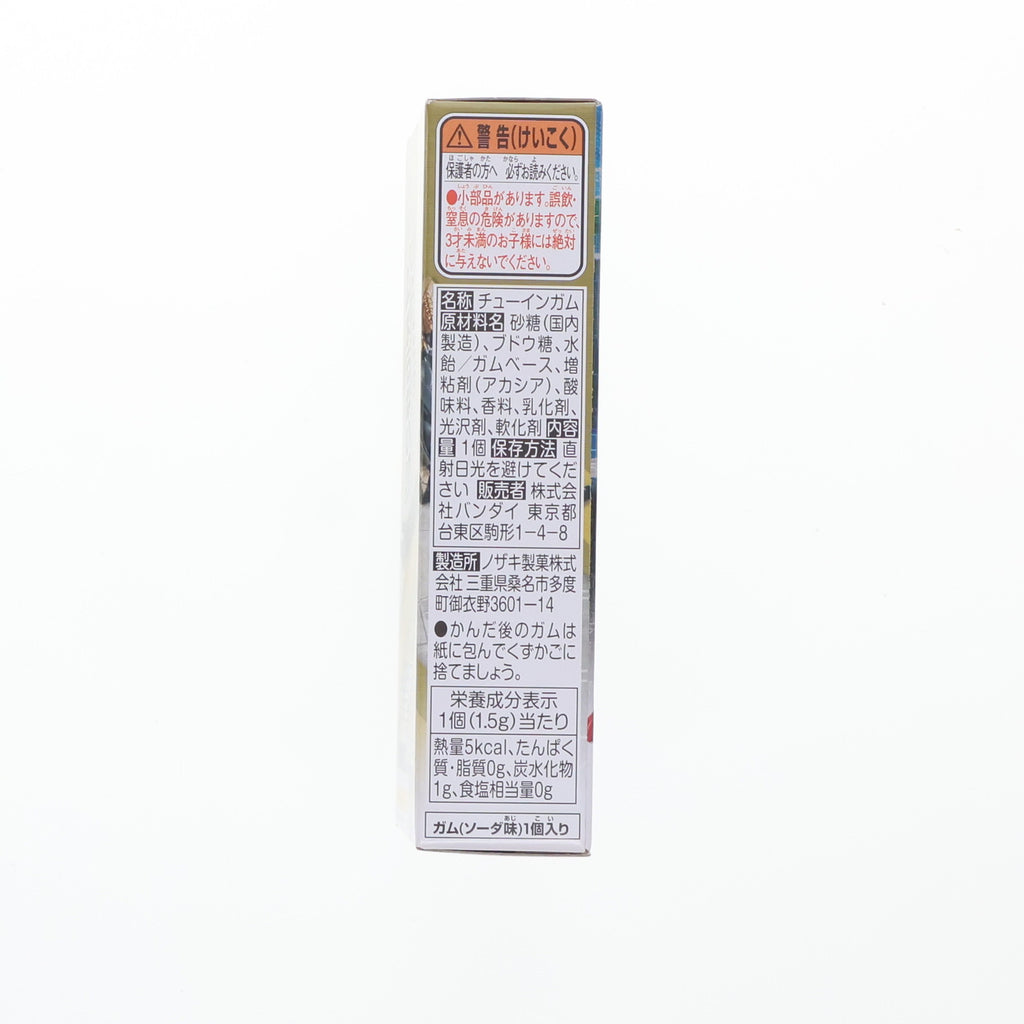 警告(けいこく)
保護者の方へ 必ずお読みください。
●小部品があります。誤飲・
窒息の危険がありますので、
3才未満のお子様には絶対
に与えないでください。
名称 チューインガム
原材料名 砂糖(国内
製造)、ブドウ糖、水
飴／ガムベース、増
粘剤(アカシア)、酸
味料、香料、乳化剤、
光沢剤、軟化剤 内容
量 1個 保存方法 直
射日光を避けてくだ
さい 販売者 株式会
社バンダイ 東京都
台東区駒形1-4-8
製造所 ノザキ製菓株式
会社 三重県桑名市多度
町御衣野3601-14
●かんだ後のガムは
紙に包んでくずかごに
捨てましょう。
栄養成分表示
1個(1.5g)当たり
熱量5kcal、たんぱく
質・脂質0g、炭水化物
1g、食塩相当量0g
ガム(ソーダ味)1個入り